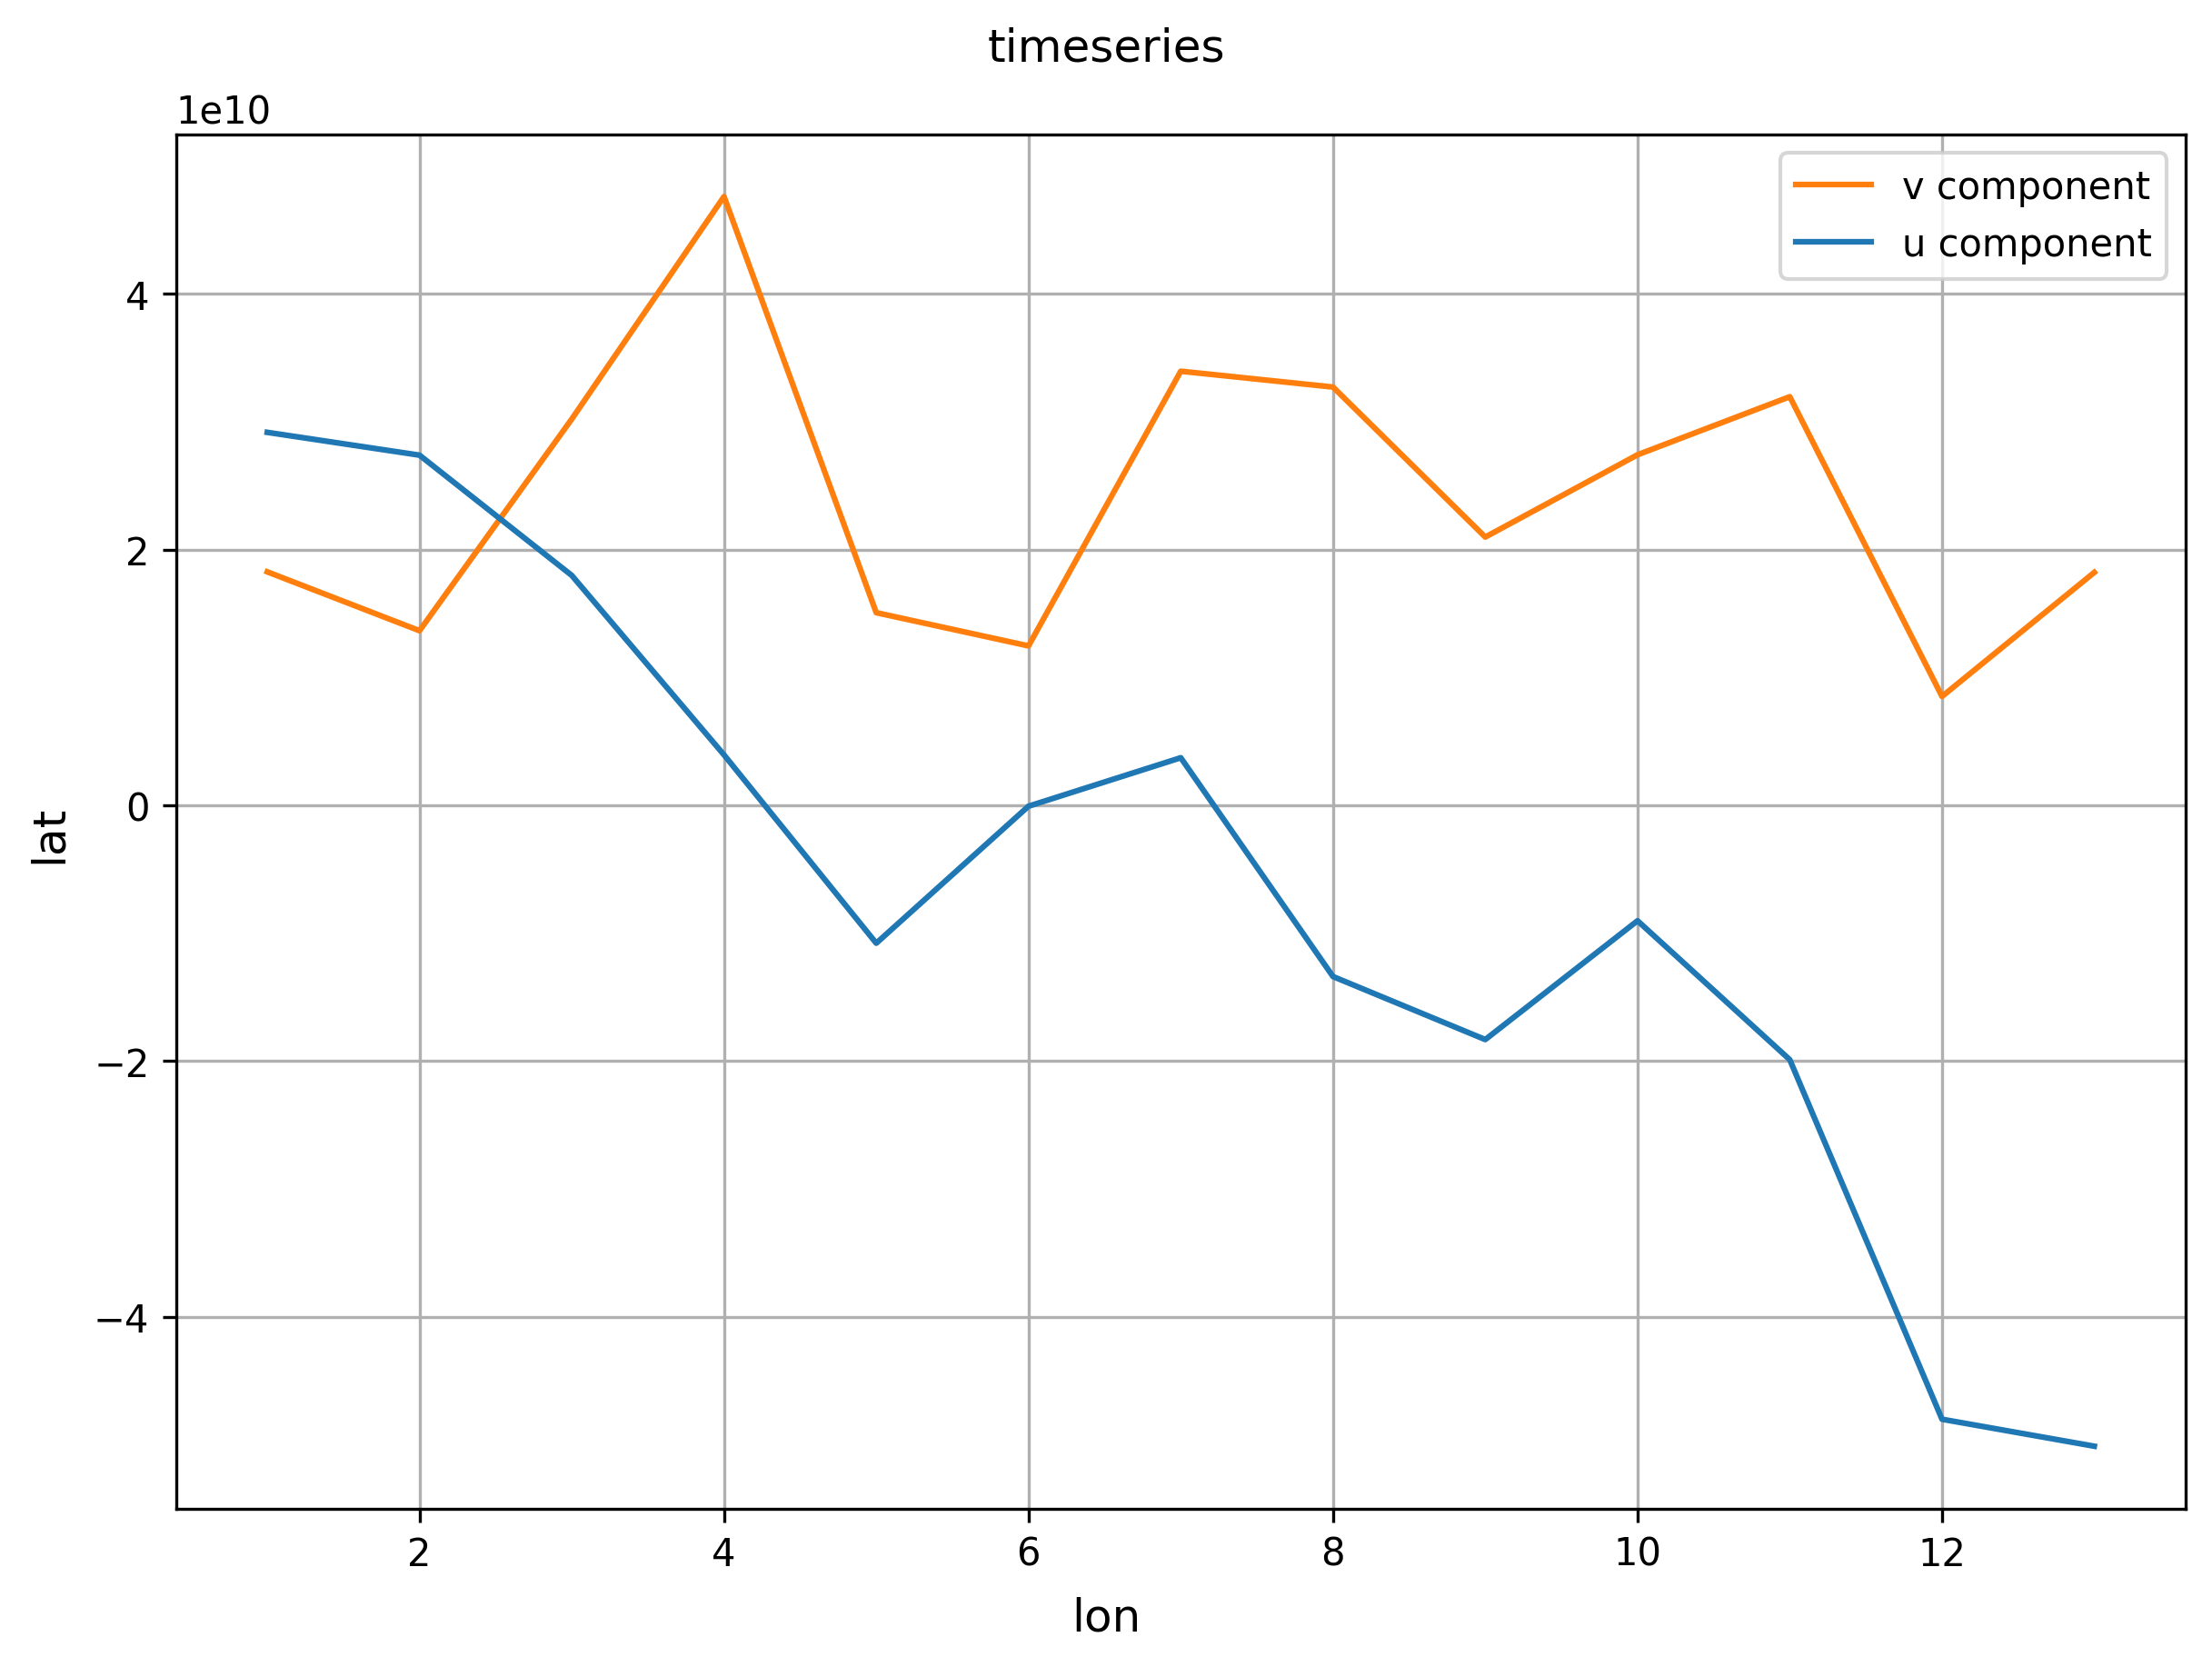 timeseries
1e10
v component
u component
4
2
0
−2
−4
lat
2 4 6 8 10 12
lon